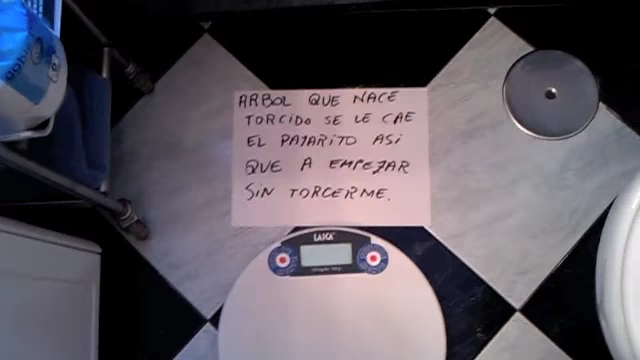 ARBOL QUE NACE
TORCIDO SE LE CAE
EL PAJARITO ASI
QUE A EMPEZAR
SIN TORCERME.
LAICA